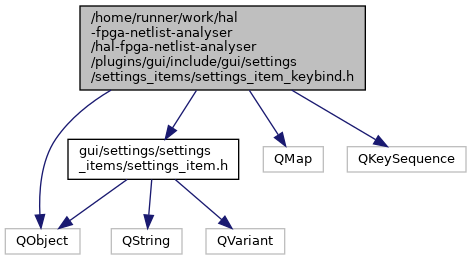 /home/runner/work/hal
-fpga-netlist-analyser
/hal-fpga-netlist-analyser
/plugins/gui/include/gui/settings
/settings_items/settings_item_keybind.h
gui/settings/settings
_items/settings_item.h
QMap
QKeySequence
QObject
QString
QVariant